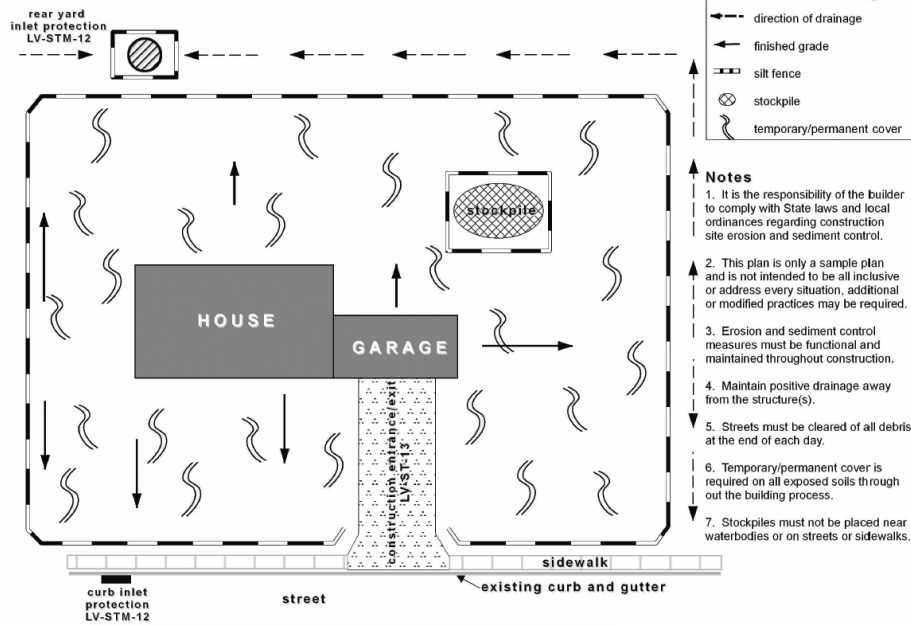 rear yard
inlet protection
LV-STM-12
direction of drainage
finished grade
silt fence
stockpile
temporary/permanent cover
stockpile
HOUSE
GARAGE
construction entrance/exit
LV-ST-13
Notes
1. It is the responsibility of the builder
to comply with State laws and local
ordinances regarding construction
site erosion and sediment control.
2. This plan is only a sample plan
and is not intended to be all inclusive
or address every situation, additional
or modified practices may be required.
3. Erosion and sediment control
measures must be functional and
maintained throughout construction.
4. Maintain positive drainage away
from the structure(s).
5. Streets must be cleared of all debris
at the end of each day.
6. Temporary/permanent cover is
required on all exposed soils through
out the building process.
7. Stockpiles must not be placed near
waterbodies or on streets or sidewalks.
sidewalk
existing curb and gutter
curb inlet
protection
LV-STM-12
street